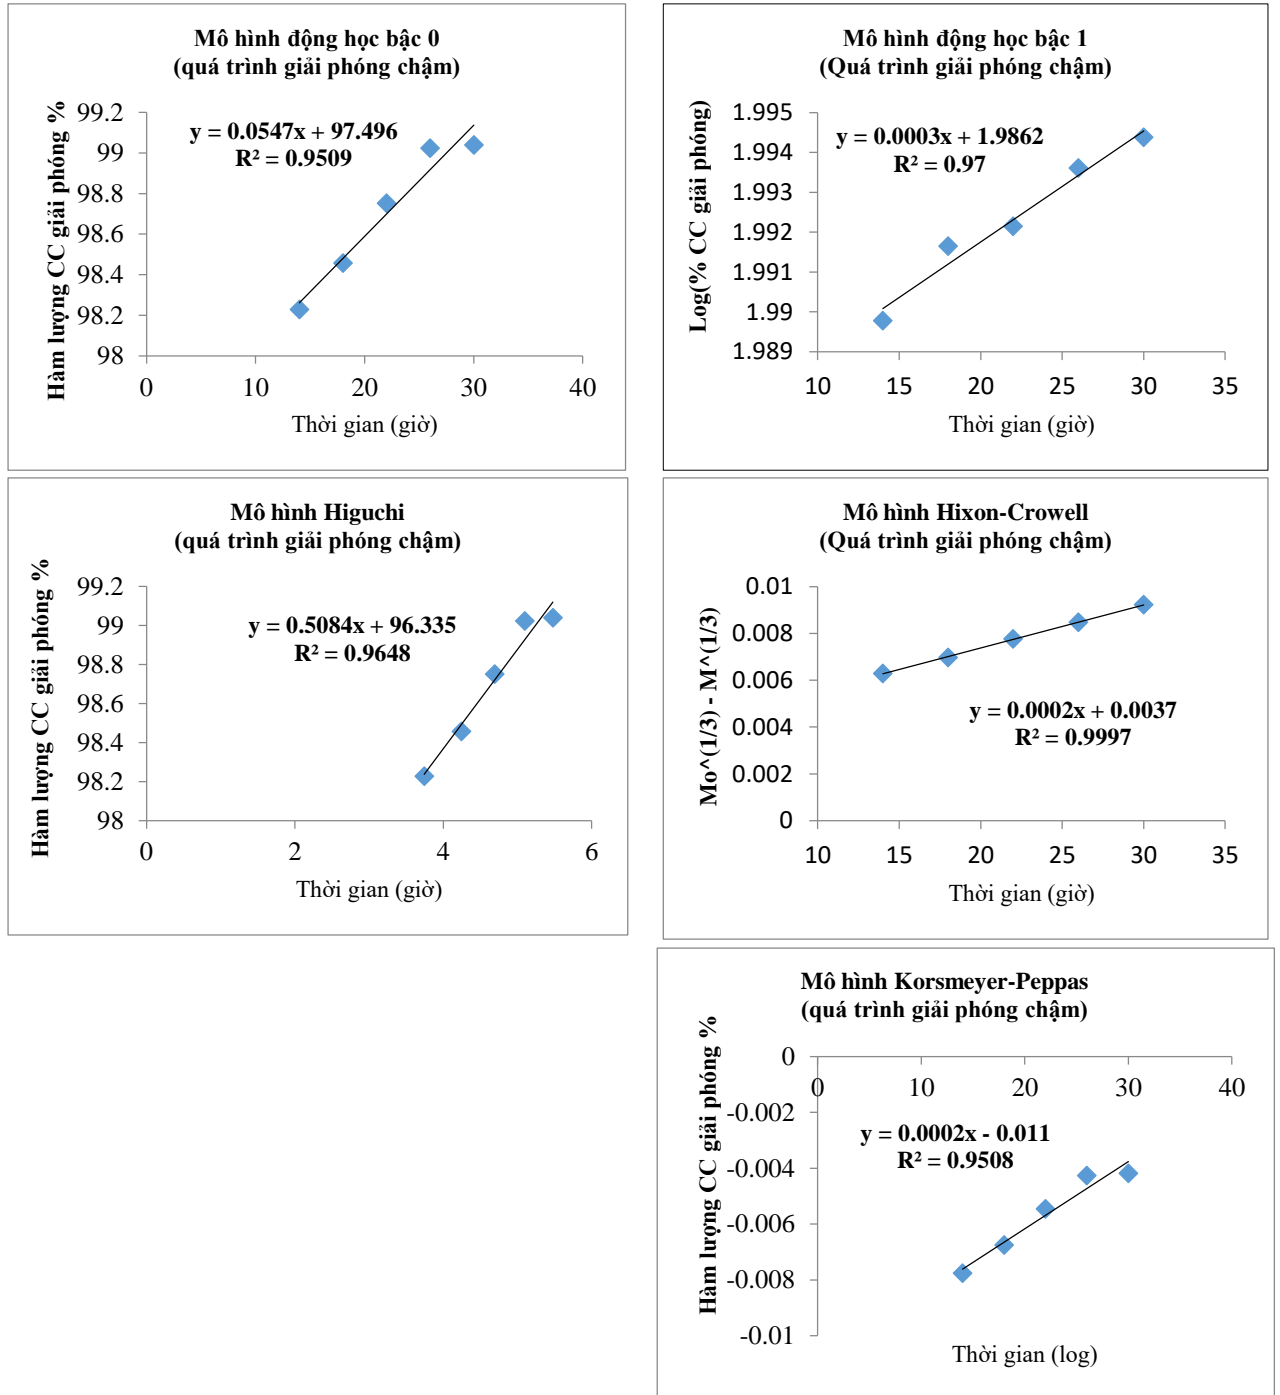 Mô hình động học bậc 0
(quá trình giải phóng chậm)
Hàm lượng CC giải phóng %
99.2
99
98.8
98.6
98.4
98.2
98
y = 0.0547x + 97.496
R² = 0.9509
0 10 20 30 40
Thời gian (giờ)
Mô hình động học bậc 1
(Quá trình giải phóng chậm)
Log(% CC giải phóng)
1.995
1.994
1.993
1.992
1.991
1.99
1.989
y = 0.0003x + 1.9862
R² = 0.97
10 15 20 25 30 35
Thời gian (giờ)
Mô hình Higuchi
(quá trình giải phóng chậm)
Hàm lượng CC giải phóng %
99.2
99
98.8
98.6
98.4
98.2
98
y = 0.5084x + 96.335
R² = 0.9648
0 2 4 6
Thời gian (giờ)
Mô hình Hixon-Crowell
(Quá trình giải phóng chậm)
Mo^(1/3) - M^(1/3)
0.01
0.008
0.006
0.004
0.002
0
y = 0.0002x + 0.0037
R² = 0.9997
10 15 20 25 30 35
Thời gian (giờ)
Mô hình Korsmeyer-Peppas
(quá trình giải phóng chậm)
Hàm lượng CC giải phóng %
0
-0.002
-0.004
-0.006
-0.008
-0.01
0 10 20 30 40
y = 0.0002x - 0.011
R² = 0.9508
Thời gian (log)